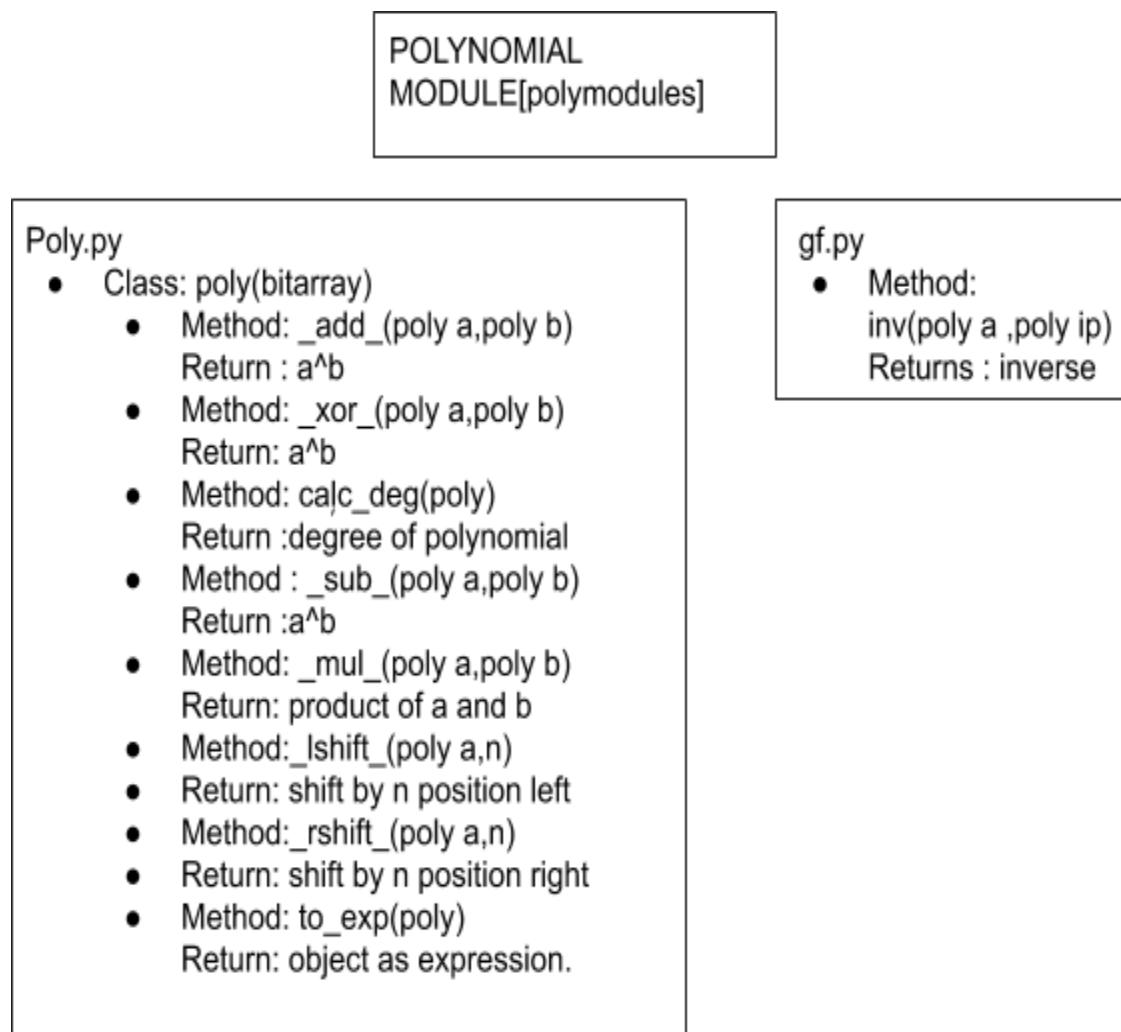 POLYNOMIAL
MODULE[polymodules]
Poly.py
● Class: poly(bitarray)
● Method: _add_(poly a,poly b)
Return : a^b
● Method: _xor_(poly a,poly b)
Return: a^b
● Method: calc_deg(poly)
Return :degree of polynomial
● Method : _sub_(poly a,poly b)
Return :a^b
● Method: _mul_(poly a,poly b)
Return: product of a and b
● Method:_lshift_(poly a,n)
● Return: shift by n position left
● Method:_rshift_(poly a,n)
● Return: shift by n position right
● Method: to_exp(poly)
Return: object as expression.
gf.py
● Method:
inv(poly a ,poly ip)
Returns : inverse